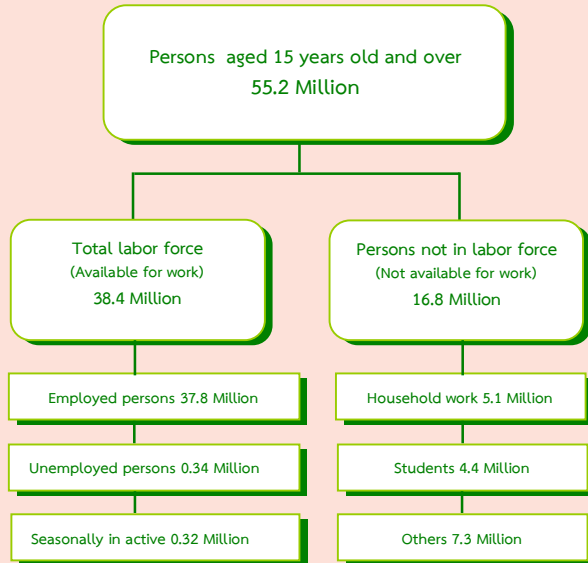 Persons aged 15 years old and over
55.2 Million
Total labor force
(Available for work)
38.4 Million
Persons not in labor force
(Not available for work)
16.8 Million
Employed persons 37.8 Million
Household work 5.1 Million
Unemployed persons 0.34 Million
Students 4.4 Million
Seasonally in active 0.32 Million
Others 7.3 Million